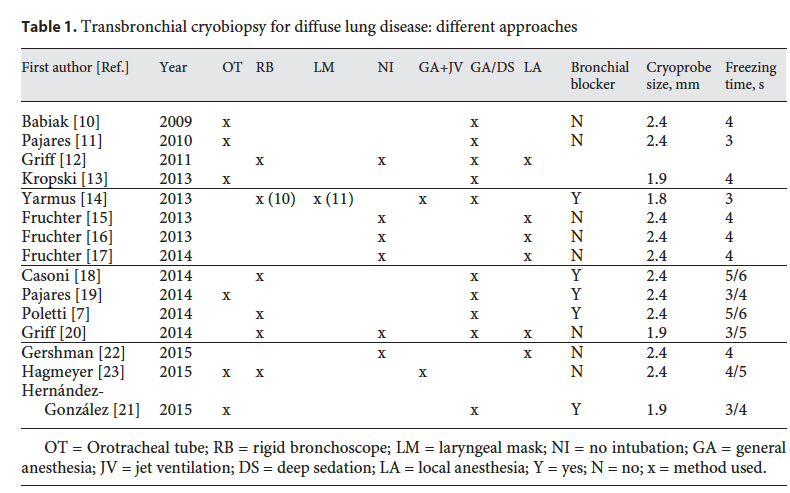 Table 1. Transbronchial cryobiopsy for diffuse lung disease: different approaches
First author [Ref.] Year OT RB LM NI GA+JV GA/DS LA Bronchial blocker Cryoprobe size, mm Freezing time, s
Babiak [10] 2009 x x N 2.4 4
Pajares [11] 2010 x x N 2.4 3
Griff [12] 2011 x x x x
Kropski [13] 2013 x x 1.9 4
Yarmus [14] 2013 x (10) x (11) x x Y 1.8 3
Fruchter [15] 2013 x x N 2.4 4
Fruchter [16] 2013 x x N 2.4 4
Fruchter [17] 2014 x x N 2.4 4
Casoni [18] 2014 x x Y 2.4 5/6
Pajares [19] 2014 x x Y 2.4 3/4
Poletti [7] 2014 x x Y 2.4 5/6
Griff [20] 2014 x x x x N 1.9 3/5
Gershman [22] 2015 x x N 2.4 4
Hagmeyer [23] 2015 x x x N 2.4 4/5
Hernández-
González [21] 2015 x x Y 1.9 3/4
OT = Orotracheal tube; RB = rigid bronchoscope; LM = laryngeal mask; NI = no intubation; GA = general
anesthesia; JV = jet ventilation; DS = deep sedation; LA = local anesthesia; Y = yes; N = no; x = method used.